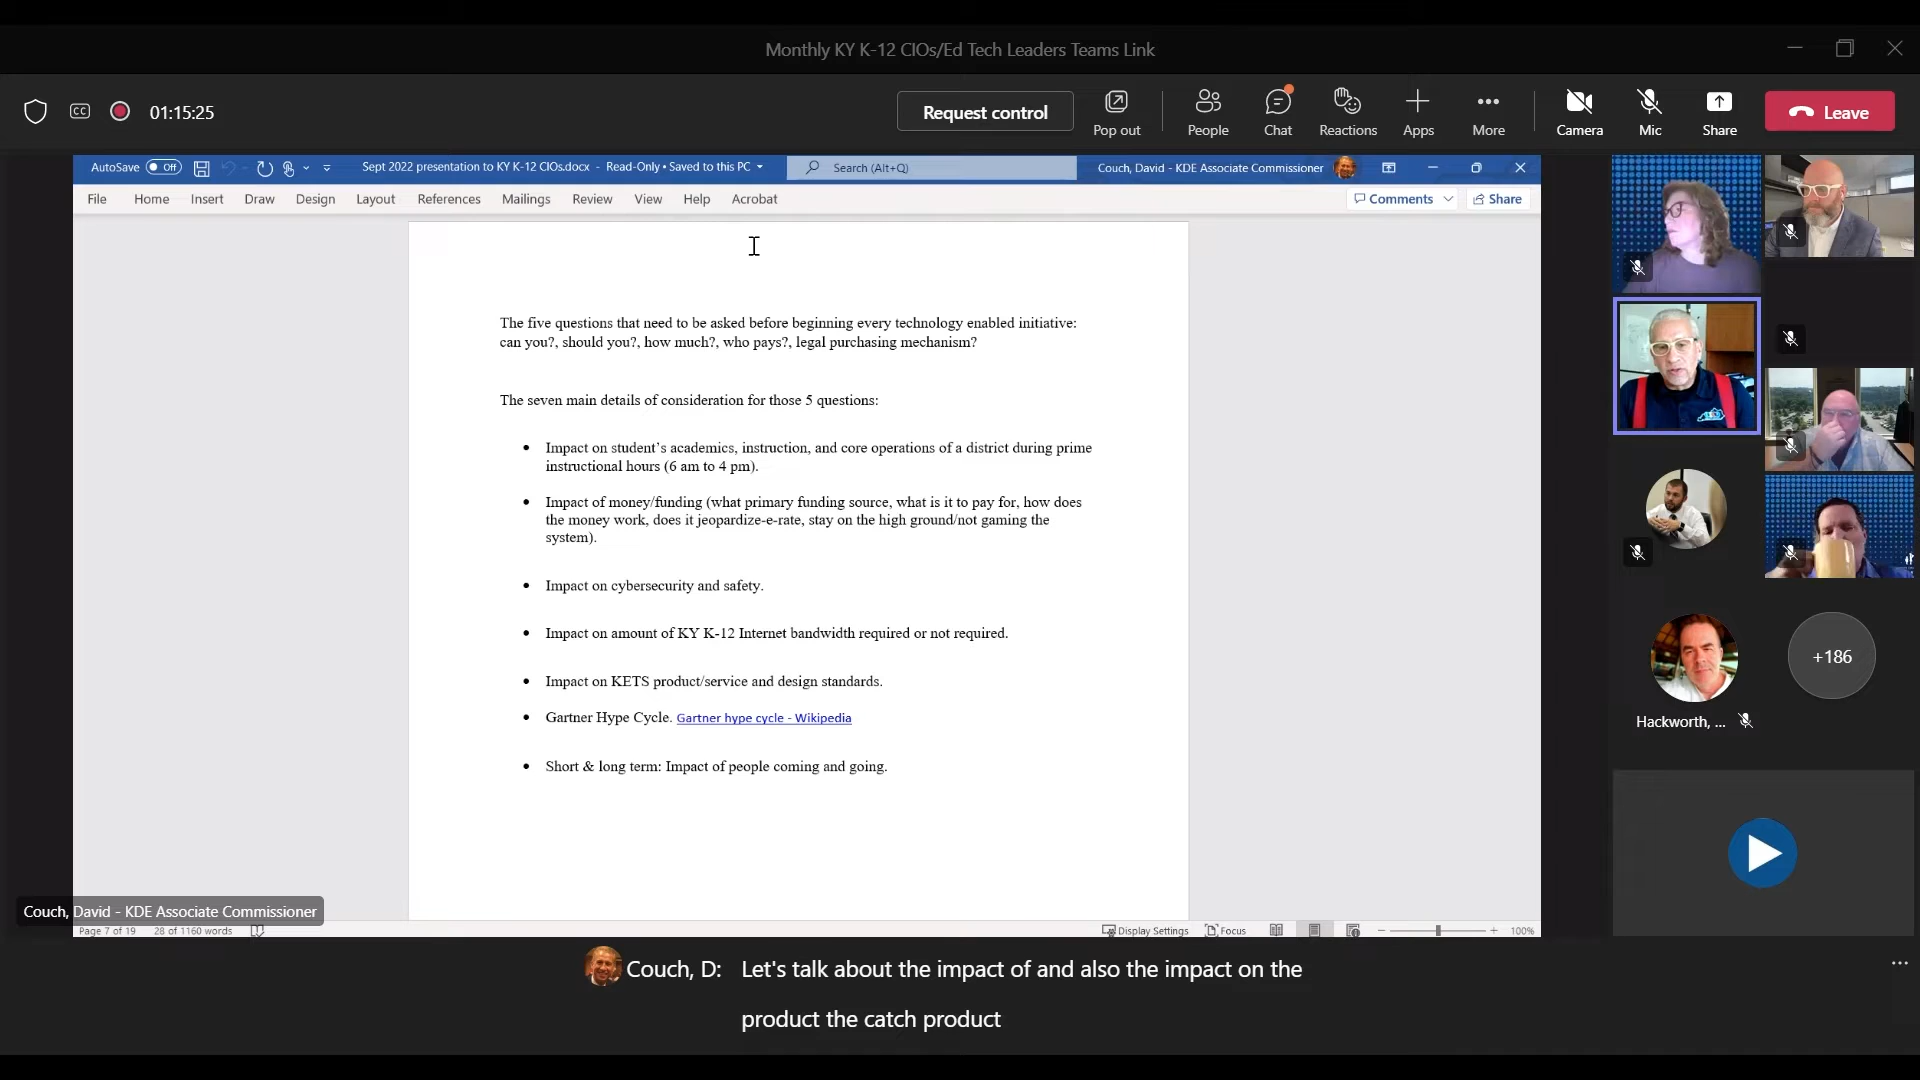 Monthly KY K-12 CIOs/Ed Tech Leaders Teams Link
CC
01:15:25
Request control
Pop out
People
Chat
Reactions
Apps
More
Camera
Mic
Share
Leave
AutoSave Off
Sept 2022 presentation to KY K-12 CIOs.docx - Read-Only • Saved to this PC
Search (Alt+Q)
Couch, David - KDE Associate Commissioner
File Home Insert Draw Design Layout References Mailings Review View Help Acrobat
Comments
Share
The five questions that need to be asked before beginning every technology enabled initiative:
can you?, should you?, how much?, who pays?, legal purchasing mechanism?
The seven main details of consideration for those 5 questions:
• Impact on student's academics, instruction, and core operations of a district during prime
instructional hours (6 am to 4 pm).
• Impact of money/funding (what primary funding source, what is it to pay for, how does
the money work, does it jeopardize-e-rate, stay on the high ground/not gaming the
system).
• Impact on cybersecurity and safety.
• Impact on amount of KY K-12 Internet bandwidth required or not required.
• Impact on KETS product/service and design standards.
• Gartner Hype Cycle. Gartner hype cycle - Wikipedia
• Short & long term: Impact of people coming and going.
Hackworth, ...
+186
Couch, David - KDE Associate Commissioner
Page 7 of 19 28 of 1160 words
Display Settings Focus
100%
Couch, D: Let's talk about the impact of and also the impact on the
product the catch product